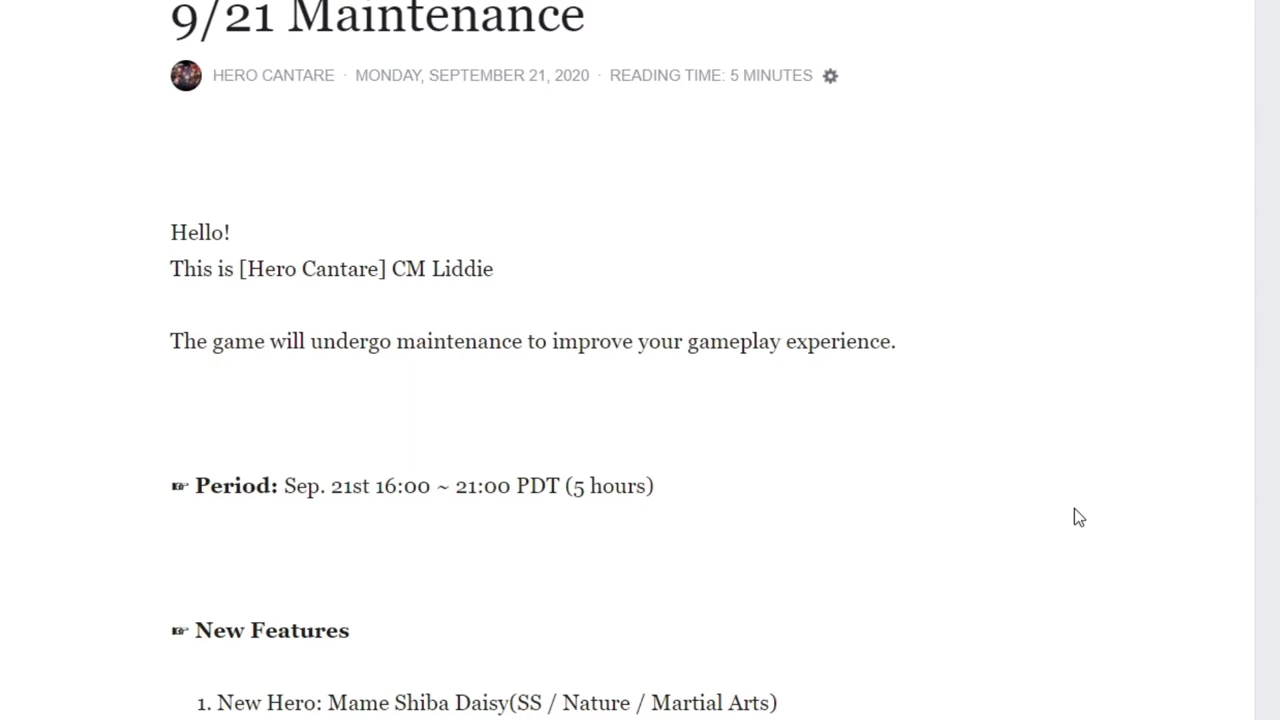 9/21 Maintenance
HERO CANTARE · MONDAY, SEPTEMBER 21, 2020 · READING TIME: 5 MINUTES
Hello!
This is [Hero Cantare] CM Liddie
The game will undergo maintenance to improve your gameplay experience.
☞ Period: Sep. 21st 16:00 ~ 21:00 PDT (5 hours)
☞ New Features
1. New Hero: Mame Shiba Daisy(SS / Nature / Martial Arts)